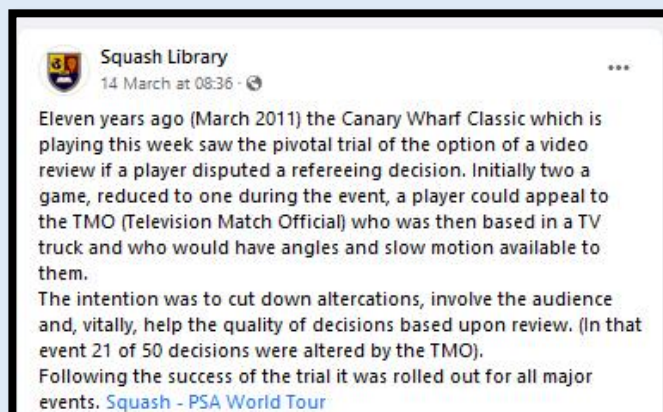 Squash Library
14 March at 08:36 ·
Eleven years ago (March 2011) the Canary Wharf Classic which is
playing this week saw the pivotal trial of the option of a video
review if a player disputed a refereeing decision. Initially two a
game, reduced to one during the event, a player could appeal to
the TMO (Television Match Official) who was then based in a TV
truck and who would have angles and slow motion available to
them.
The intention was to cut down altercations, involve the audience
and, vitally, help the quality of decisions based upon review. (In that
event 21 of 50 decisions were altered by the TMO).
Following the success of the trial it was rolled out for all major
events. Squash - PSA World Tour